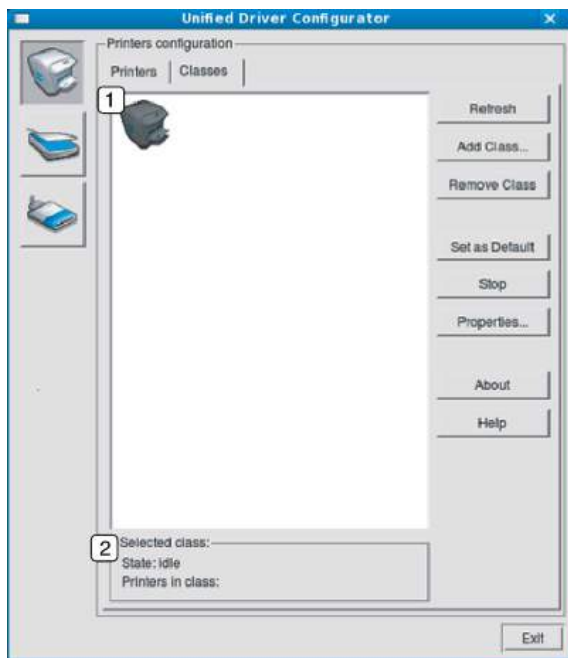 Unified Driver Configurator
Printers configuration
Printers Classes
1
Refresh
Add Class...
Remove Class
Set as Default
Stop
Properties...
About
Help
2
Selected class:
State: idle
Printers in class:
Exit